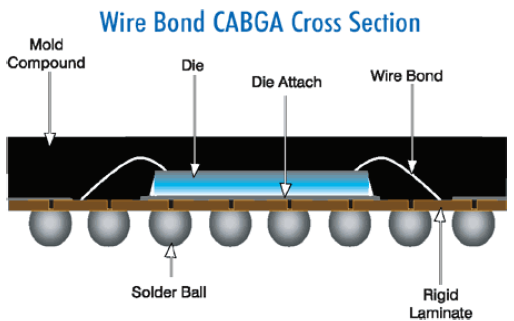 Wire Bond CABGA Cross Section
Mold
Compound
Die
Die Attach
Wire Bond
Solder Ball
Rigid
Laminate